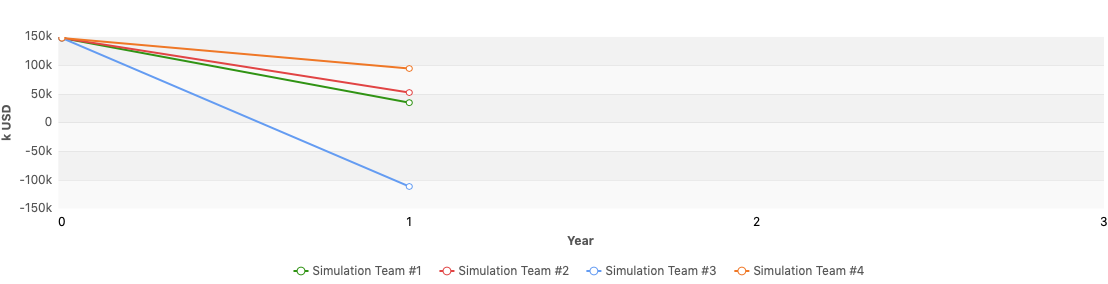 150k
100k
50k
0
-50k
-100k
-150k
k USD
0 1 2 3
Year
Simulation Team #1 Simulation Team #2 Simulation Team #3 Simulation Team #4